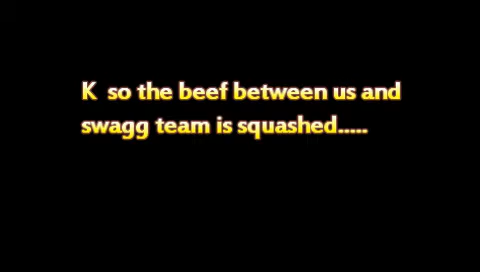 K  so the beef between us and
swagg team is squashed.....